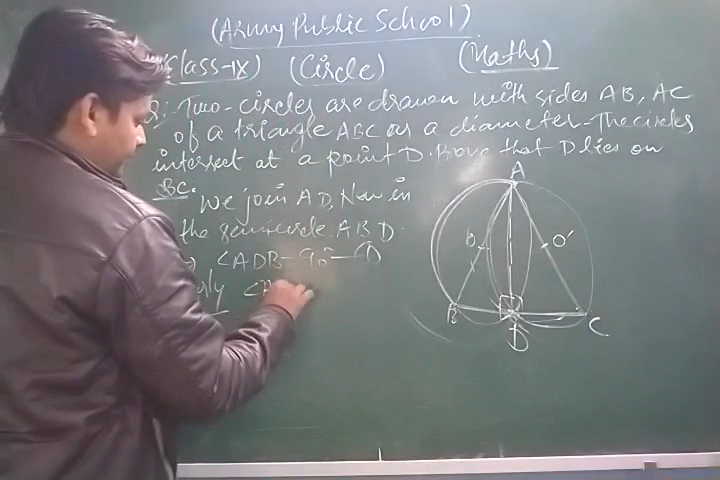 (Army Public School)
Class-IX) (Circle) (Maths)
Q:- Two-circles are drawn with sides AB, AC
of a triangle ABC as a diameter. The circles
intersect at a point D. Prove that D lies on
BC.
We join AD, Now in
the semicircle ABD.
→ ∠ADB = 90° — ①
ly ∠A
A
O
O'
B
D
C